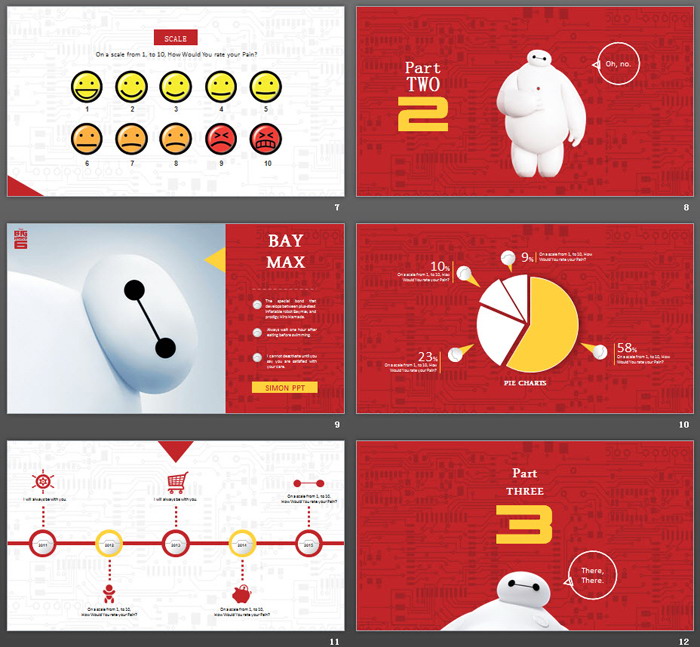 SCALE
On a scale from 1, to 10, How Would You rate your Pain?
1 2 3 4 5
6 7 8 9 10
7
Part
TWO
2
Oh, no.
8
BIG
6
BAY
MAX
The special bond that
develops between plus-sized
inflatable robot Baymax, and
prodigy Hiro Hamada.
Always wait one hour after
eating before swimming.
I cannot deactivate until you
say you are satisfied with
your care.
SIMON PPT
9
10%
On a scale from 1, to 10, How
Would You rate your Pain?
9%
On a scale from 1, to 10, How
Would You rate your Pain?
23%
On a scale from 1, to 10, How
Would You rate your Pain?
58%
On a scale from 1, to 10, How
Would You rate your Pain?
PIE CHARTS
10
I will always be with you.
I will always be with you.
On a scale from 1, to 10,
How Would You rate your Pain?
2011 2012 2013 2014 2015
On a scale from 1, to 10,
How Would You rate your Pain?
On a scale from 1, to 10,
How Would You rate your Pain?
11
Part
THREE
3
There,
There.
12